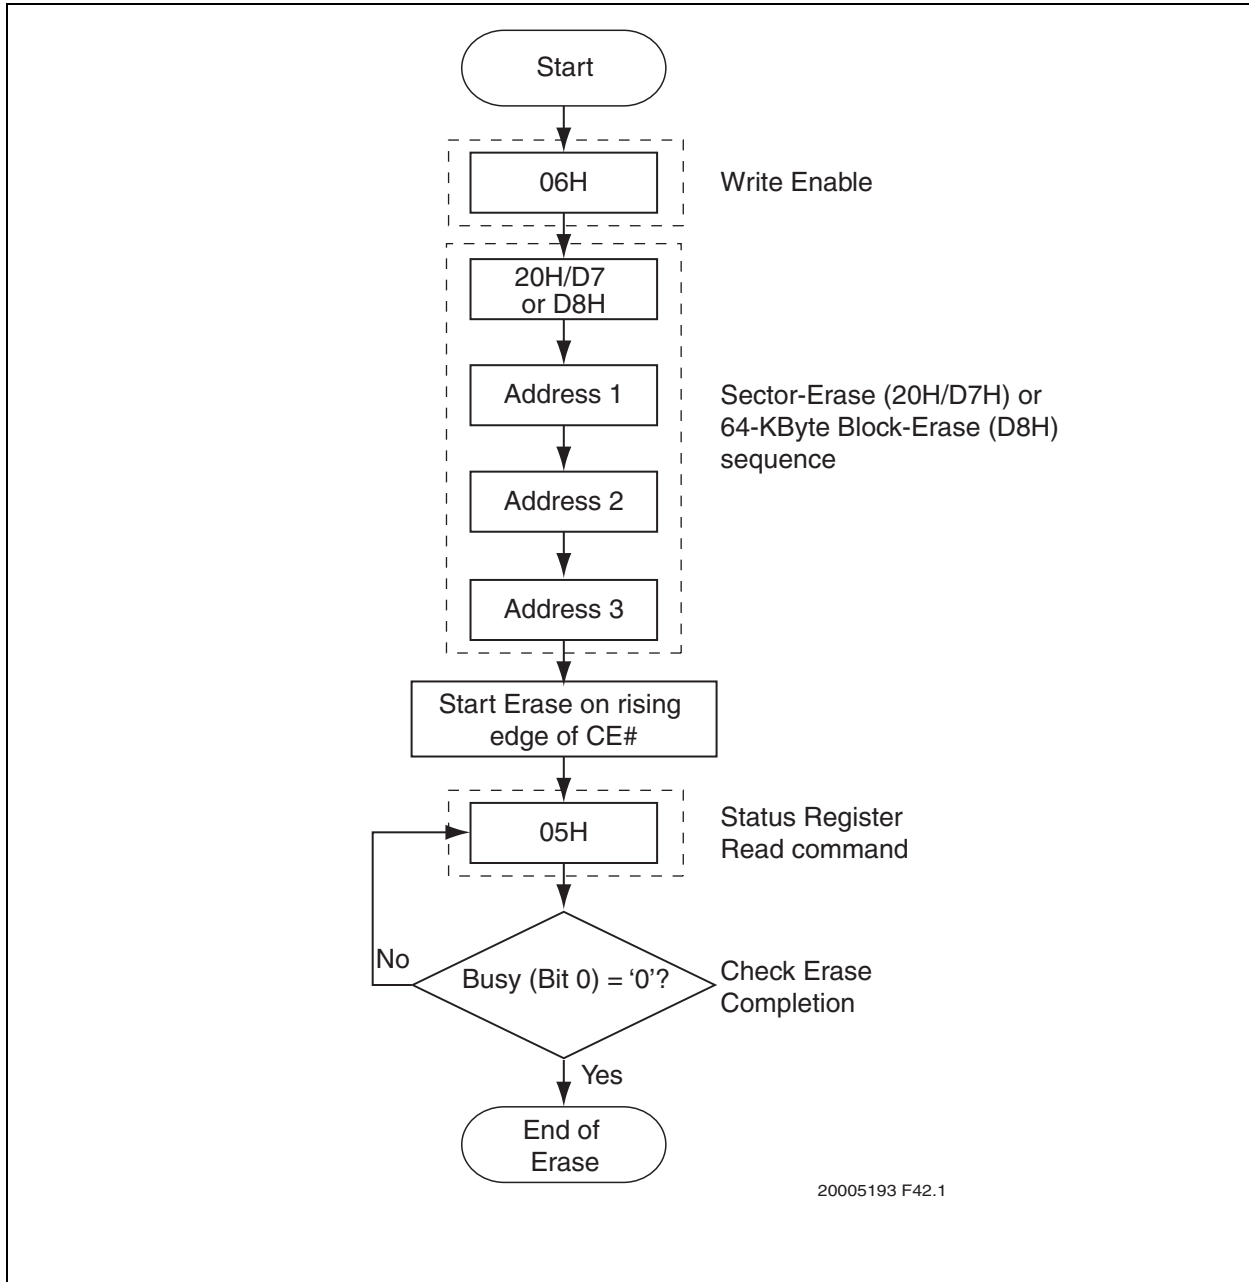 Start
06H
Write Enable
20H/D7
or D8H
Address 1
Sector-Erase (20H/D7H) or
64-KByte Block-Erase (D8H)
sequence
Address 2
Address 3
Start Erase on rising
edge of CE#
05H
Status Register
Read command
No
Busy (Bit 0) = ‘0’?
Check Erase
Completion
Yes
End of
Erase
20005193 F42.1